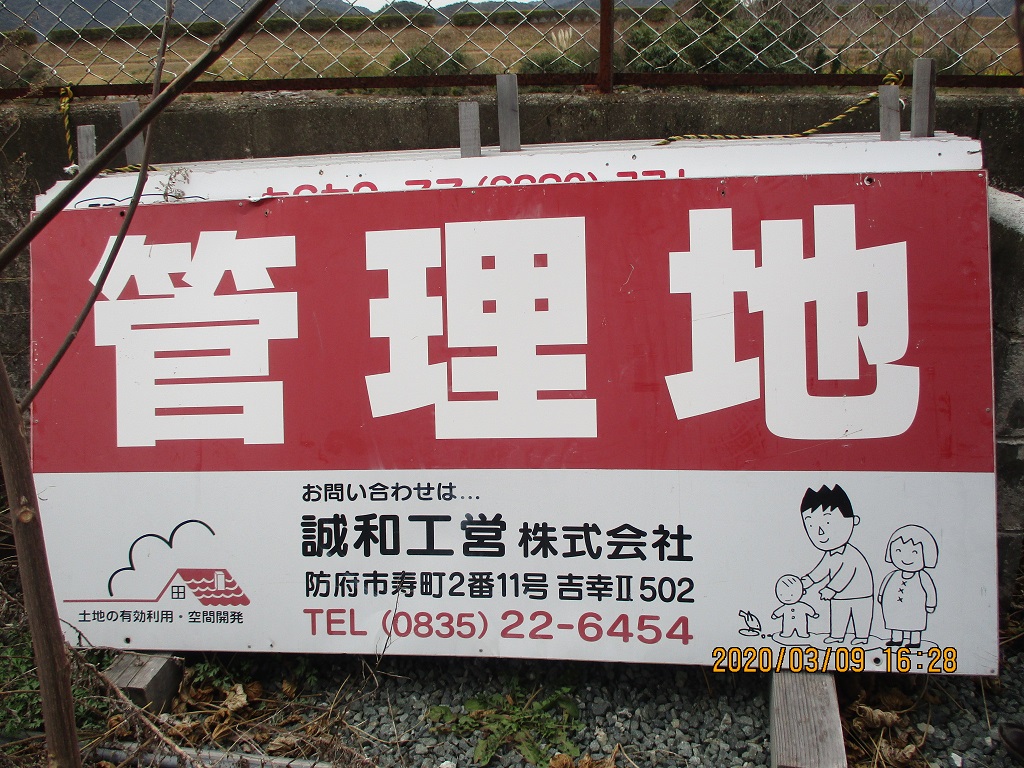 管理地
お問い合わせは…
誠和工営 株式会社
防府市寿町2番11号 吉幸Ⅱ502
TEL (0835) 22-6454
土地の有効利用・空間開発
2020/03/09 16:28